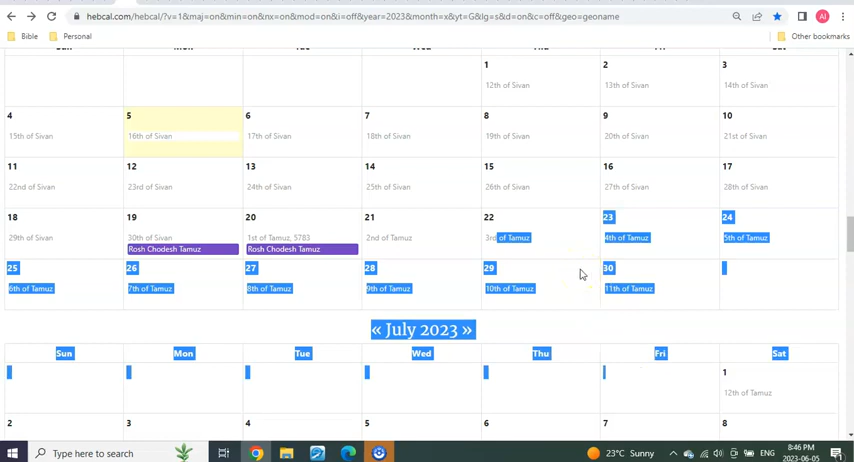 hebcal.com/hebcal/?v=1&maj=on&min=on&nx=on&mod=on&i=off&year=2023&month=x&yt=G&lg=s&d=on&c=off&geo=geoname
AI
Bible Personal Other bookmarks
Sun Mon Tue Wed Thu Fri Sat
1 2 3
12th of Sivan 13th of Sivan 14th of Sivan
4 5 6 7 8 9 10
15th of Sivan 16th of Sivan 17th of Sivan 18th of Sivan 19th of Sivan 20th of Sivan 21st of Sivan
11 12 13 14 15 16 17
22nd of Sivan 23rd of Sivan 24th of Sivan 25th of Sivan 26th of Sivan 27th of Sivan 28th of Sivan
18 19 20 21 22 23 24
29th of Sivan 30th of Sivan 1st of Tamuz, 5783 2nd of Tamuz 3rd of Tamuz 4th of Tamuz 5th of Tamuz
Rosh Chodesh Tamuz Rosh Chodesh Tamuz
25 26 27 28 29 30
6th of Tamuz 7th of Tamuz 8th of Tamuz 9th of Tamuz 10th of Tamuz 11th of Tamuz
« July 2023 »
Sun Mon Tue Wed Thu Fri Sat
1
12th of Tamuz
2 3 4 5 6 7 8
Type here to search 23°C Sunny ENG 8:46 PM
2023-06-05 1